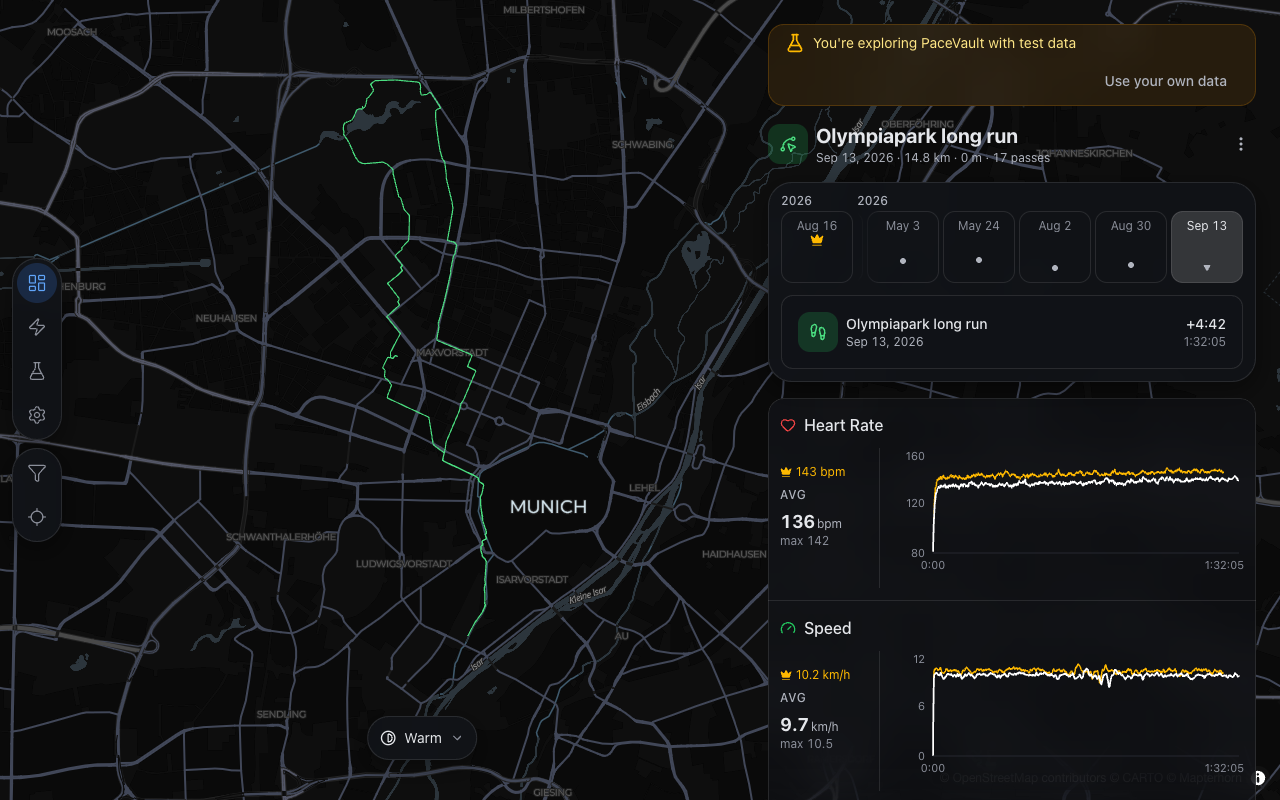 MILBERTSHOFEN
MOOSACH
SCHWABING
OBERFÖHRING
JOHANNESKIRCHEN
Isar
NEUHAUSEN
MAXVORSTADT
Eisbach
Isar
MUNICH
LEHEL
SCHWANTHALERHÖHE
LUDWIGSVORSTADT
ISARVORSTADT
HAIDHAUSEN
Kleine Isar
AU
Isar
SENDLING
GIESING
Warm
You're exploring PaceVault with test data
Use your own data
Olympiapark long run
Sep 13, 2026 · 14.8 km · 0 m · 17 passes
2026 2026
Aug 16 May 3 May 24 Aug 2 Aug 30 Sep 13
Olympiapark long run +4:42
Sep 13, 2026 1:32:05
Heart Rate
143 bpm
AVG
136 bpm
max 142
160
120
80
0:00 1:32:05
Speed
10.2 km/h
AVG
9.7 km/h
max 10.5
12
6
0
0:00 1:32:05
© OpenStreetMap contributors © CARTO © Mapterhorn